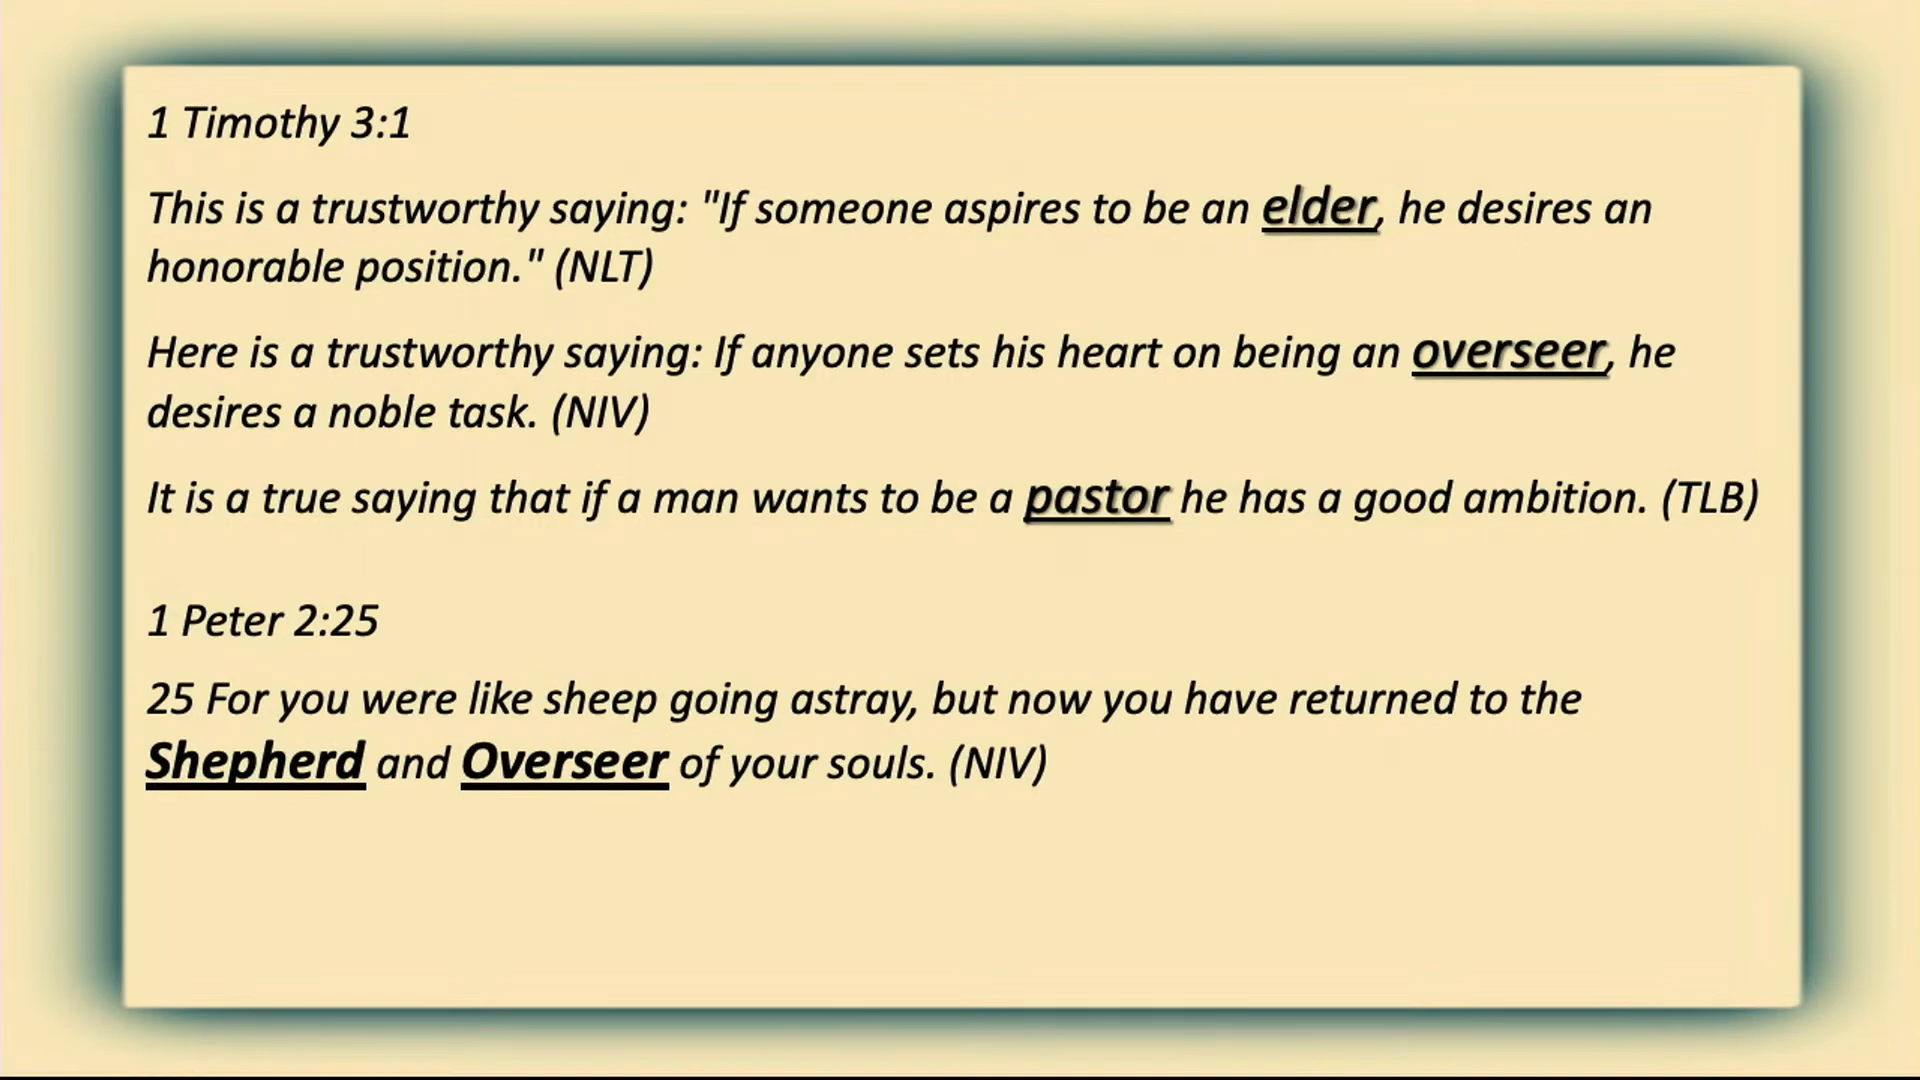 1 Timothy 3:1
This is a trustworthy saying: "If someone aspires to be an elder, he desires an
honorable position." (NLT)
Here is a trustworthy saying: If anyone sets his heart on being an overseer, he
desires a noble task. (NIV)
It is a true saying that if a man wants to be a pastor he has a good ambition. (TLB)
1 Peter 2:25
25 For you were like sheep going astray, but now you have returned to the
Shepherd and Overseer of your souls. (NIV)